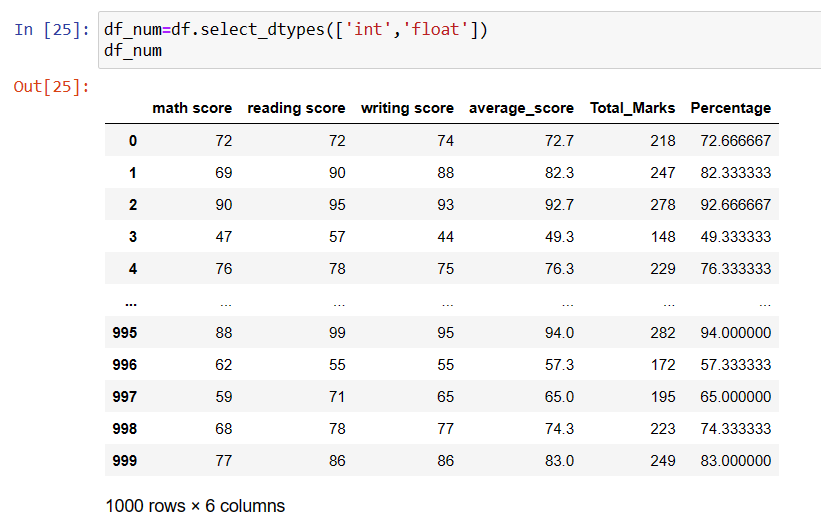 In [25]: df_num=df.select_dtypes(['int','float'])
df_num
Out[25]:
math score reading score writing score average_score Total_Marks Percentage
0 72 72 74 72.7 218 72.666667
1 69 90 88 82.3 247 82.333333
2 90 95 93 92.7 278 92.666667
3 47 57 44 49.3 148 49.333333
4 76 78 75 76.3 229 76.333333
... ... ... ... ... ... ...
995 88 99 95 94.0 282 94.000000
996 62 55 55 57.3 172 57.333333
997 59 71 65 65.0 195 65.000000
998 68 78 77 74.3 223 74.333333
999 77 86 86 83.0 249 83.000000
1000 rows × 6 columns